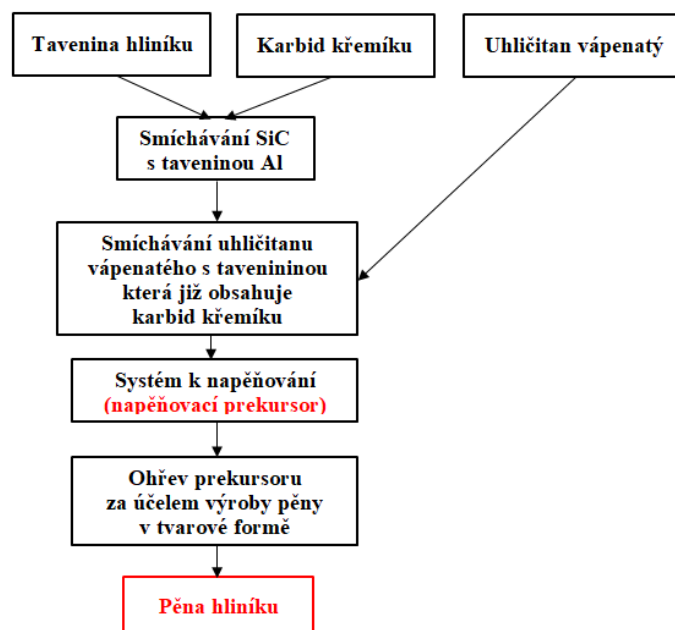 Tavenina hliníku
Karbid křemíku
Uhličitan vápenatý
Smíchávání SiC
s taveninou Al
Smíchávání uhličitanu
vápenatého s tavenininou
která již obsahuje
karbid křemíku
Systém k napěňování
(napěňovací prekursor)
Ohřev prekursoru
za účelem výroby pěny
v tvarové formě
Pěna hliníku